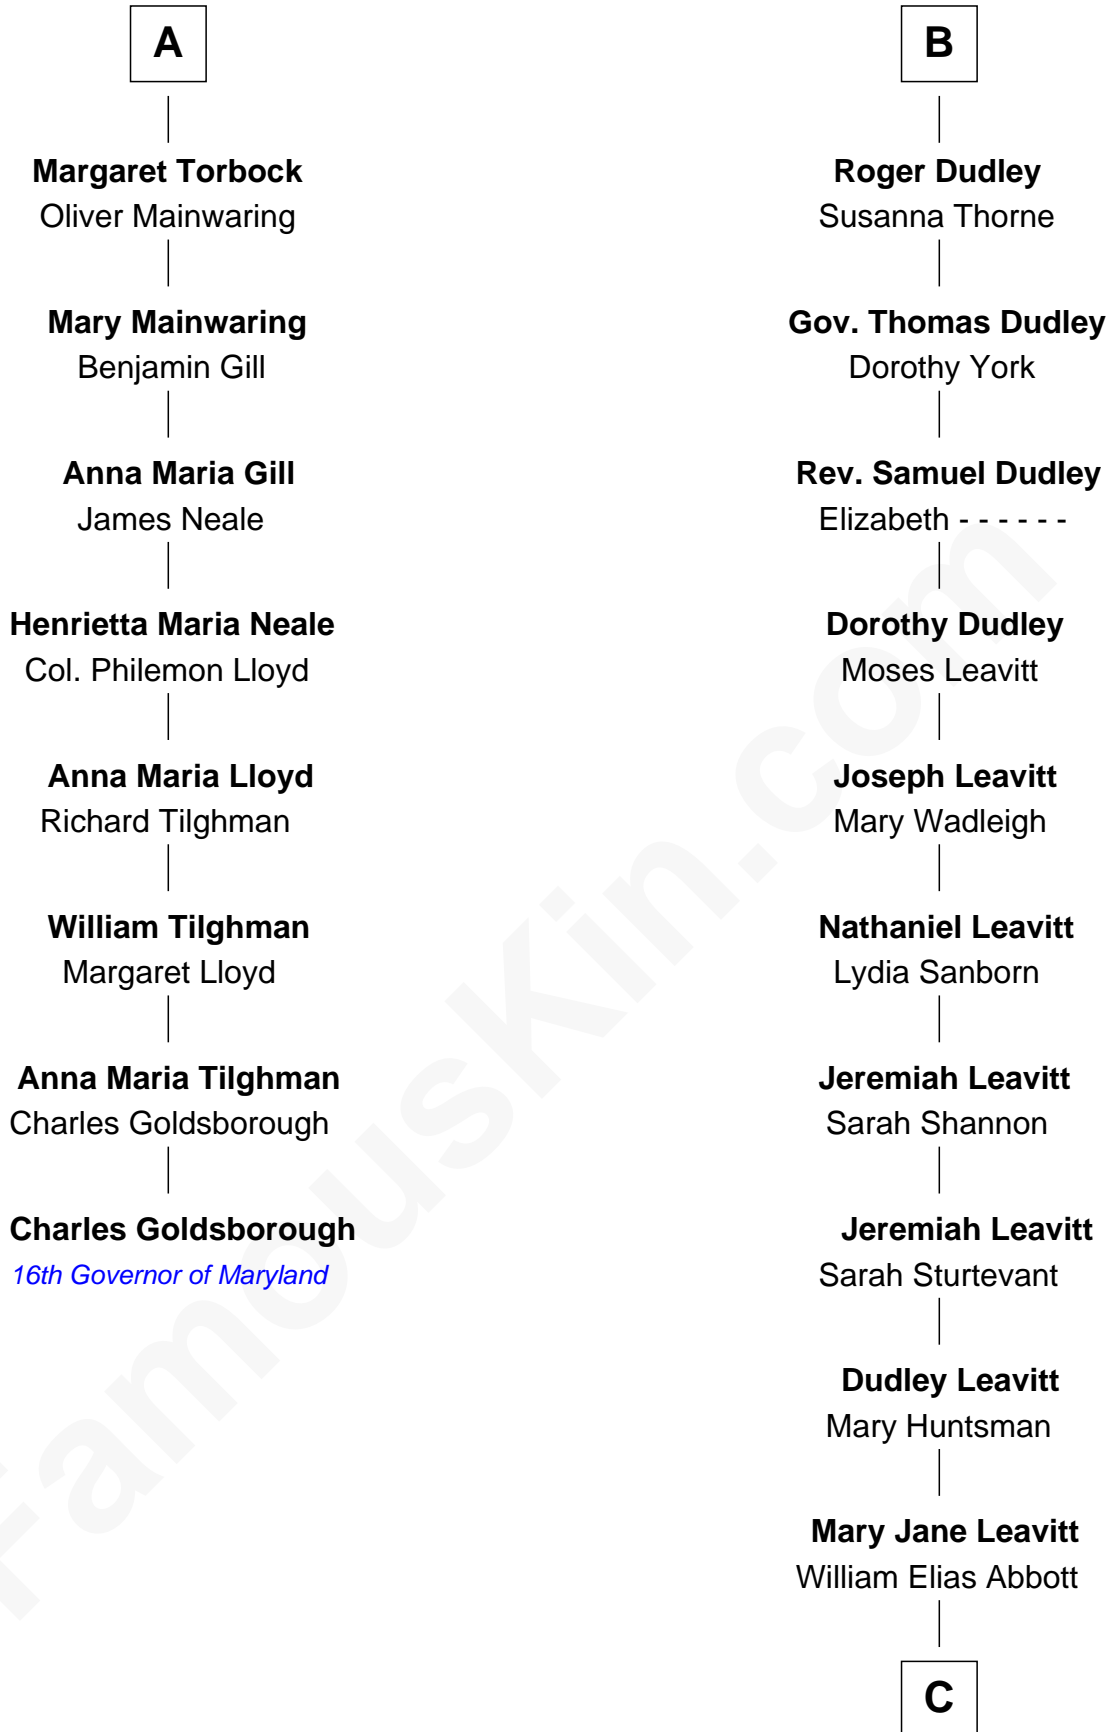 A
Margaret Torbock
Oliver Mainwaring
Mary Mainwaring
Benjamin Gill
Anna Maria Gill
James Neale
Henrietta Maria Neale
Col. Philemon Lloyd
Anna Maria Lloyd
Richard Tilghman
William Tilghman
Margaret Lloyd
Anna Maria Tilghman
Charles Goldsborough
Charles Goldsborough
16th Governor of Maryland
B
Roger Dudley
Susanna Thorne
Gov. Thomas Dudley
Dorothy York
Rev. Samuel Dudley
Elizabeth - - - - - -
Dorothy Dudley
Moses Leavitt
Joseph Leavitt
Mary Wadleigh
Nathaniel Leavitt
Lydia Sanborn
Jeremiah Leavitt
Sarah Shannon
Jeremiah Leavitt
Sarah Sturtevant
Dudley Leavitt
Mary Huntsman
Mary Jane Leavitt
William Elias Abbott
C
FamousKin.com